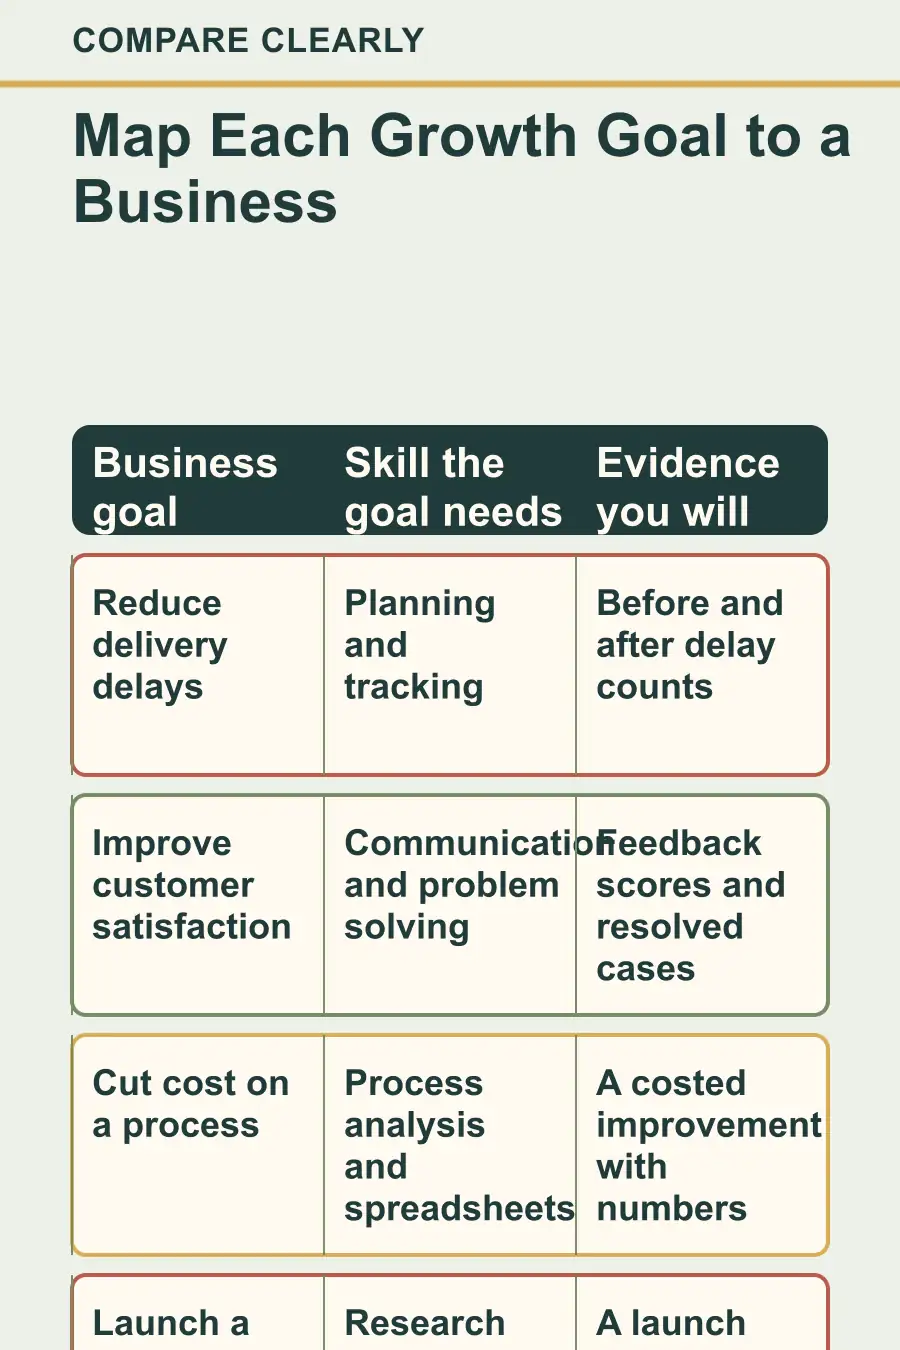 COMPARE CLEARLY
Map Each Growth Goal to a
Business
Business
goal
Skill the
goal needs
Evidence
you will
Reduce
delivery
delays
Planning
and
tracking
Before and
after delay
counts
Improve
customer
satisfaction
Communication
and problem
solving
Feedback
scores and
resolved
cases
Cut cost on
a process
Process
analysis
and
spreadsheets
A costed
improvement
with
numbers
Launch a
Research
A launch